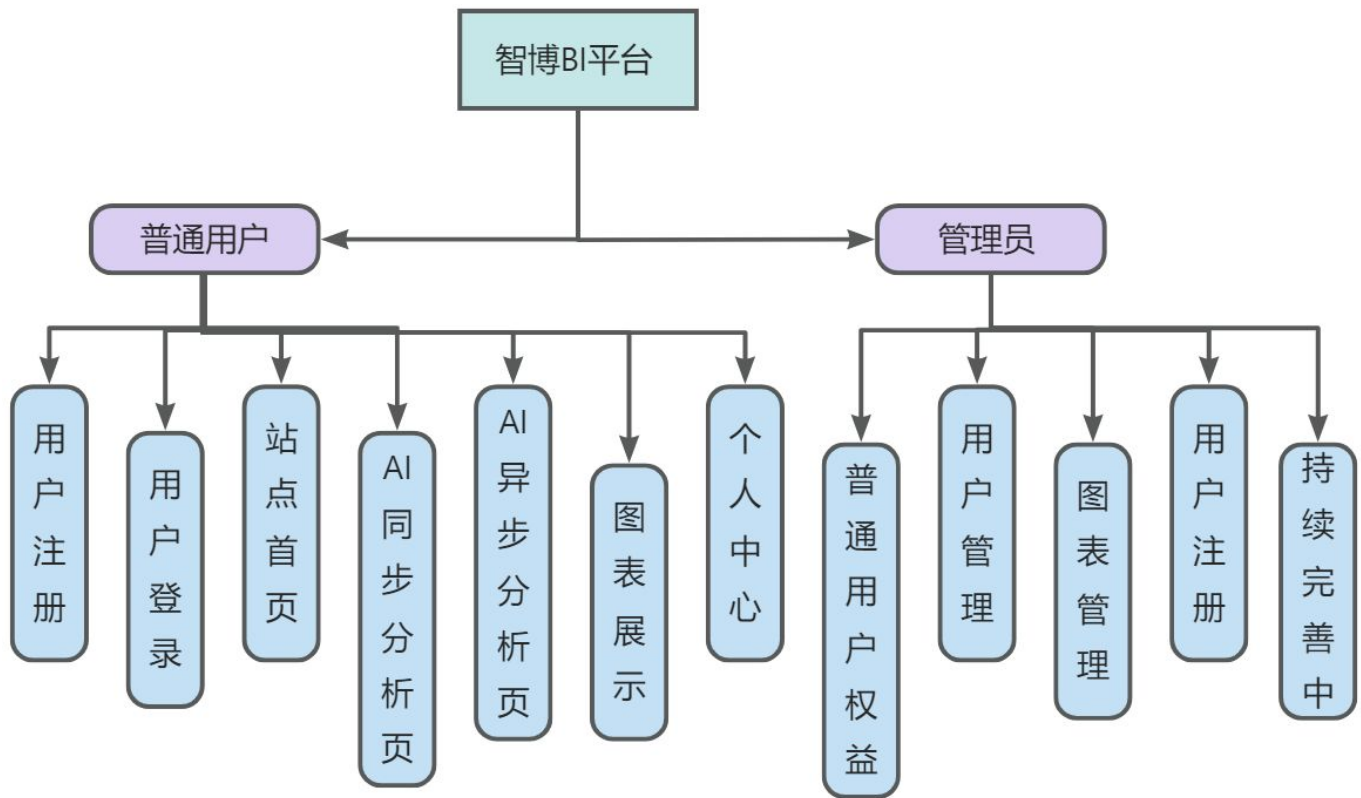 智博BI平台
普通用户
管理员
用户注册
用户登录
站点首页
AI同步分析页
AI异步分析页
图表展示
个人中心
普通用户权益
用户管理
图表管理
用户注册
持续完善中